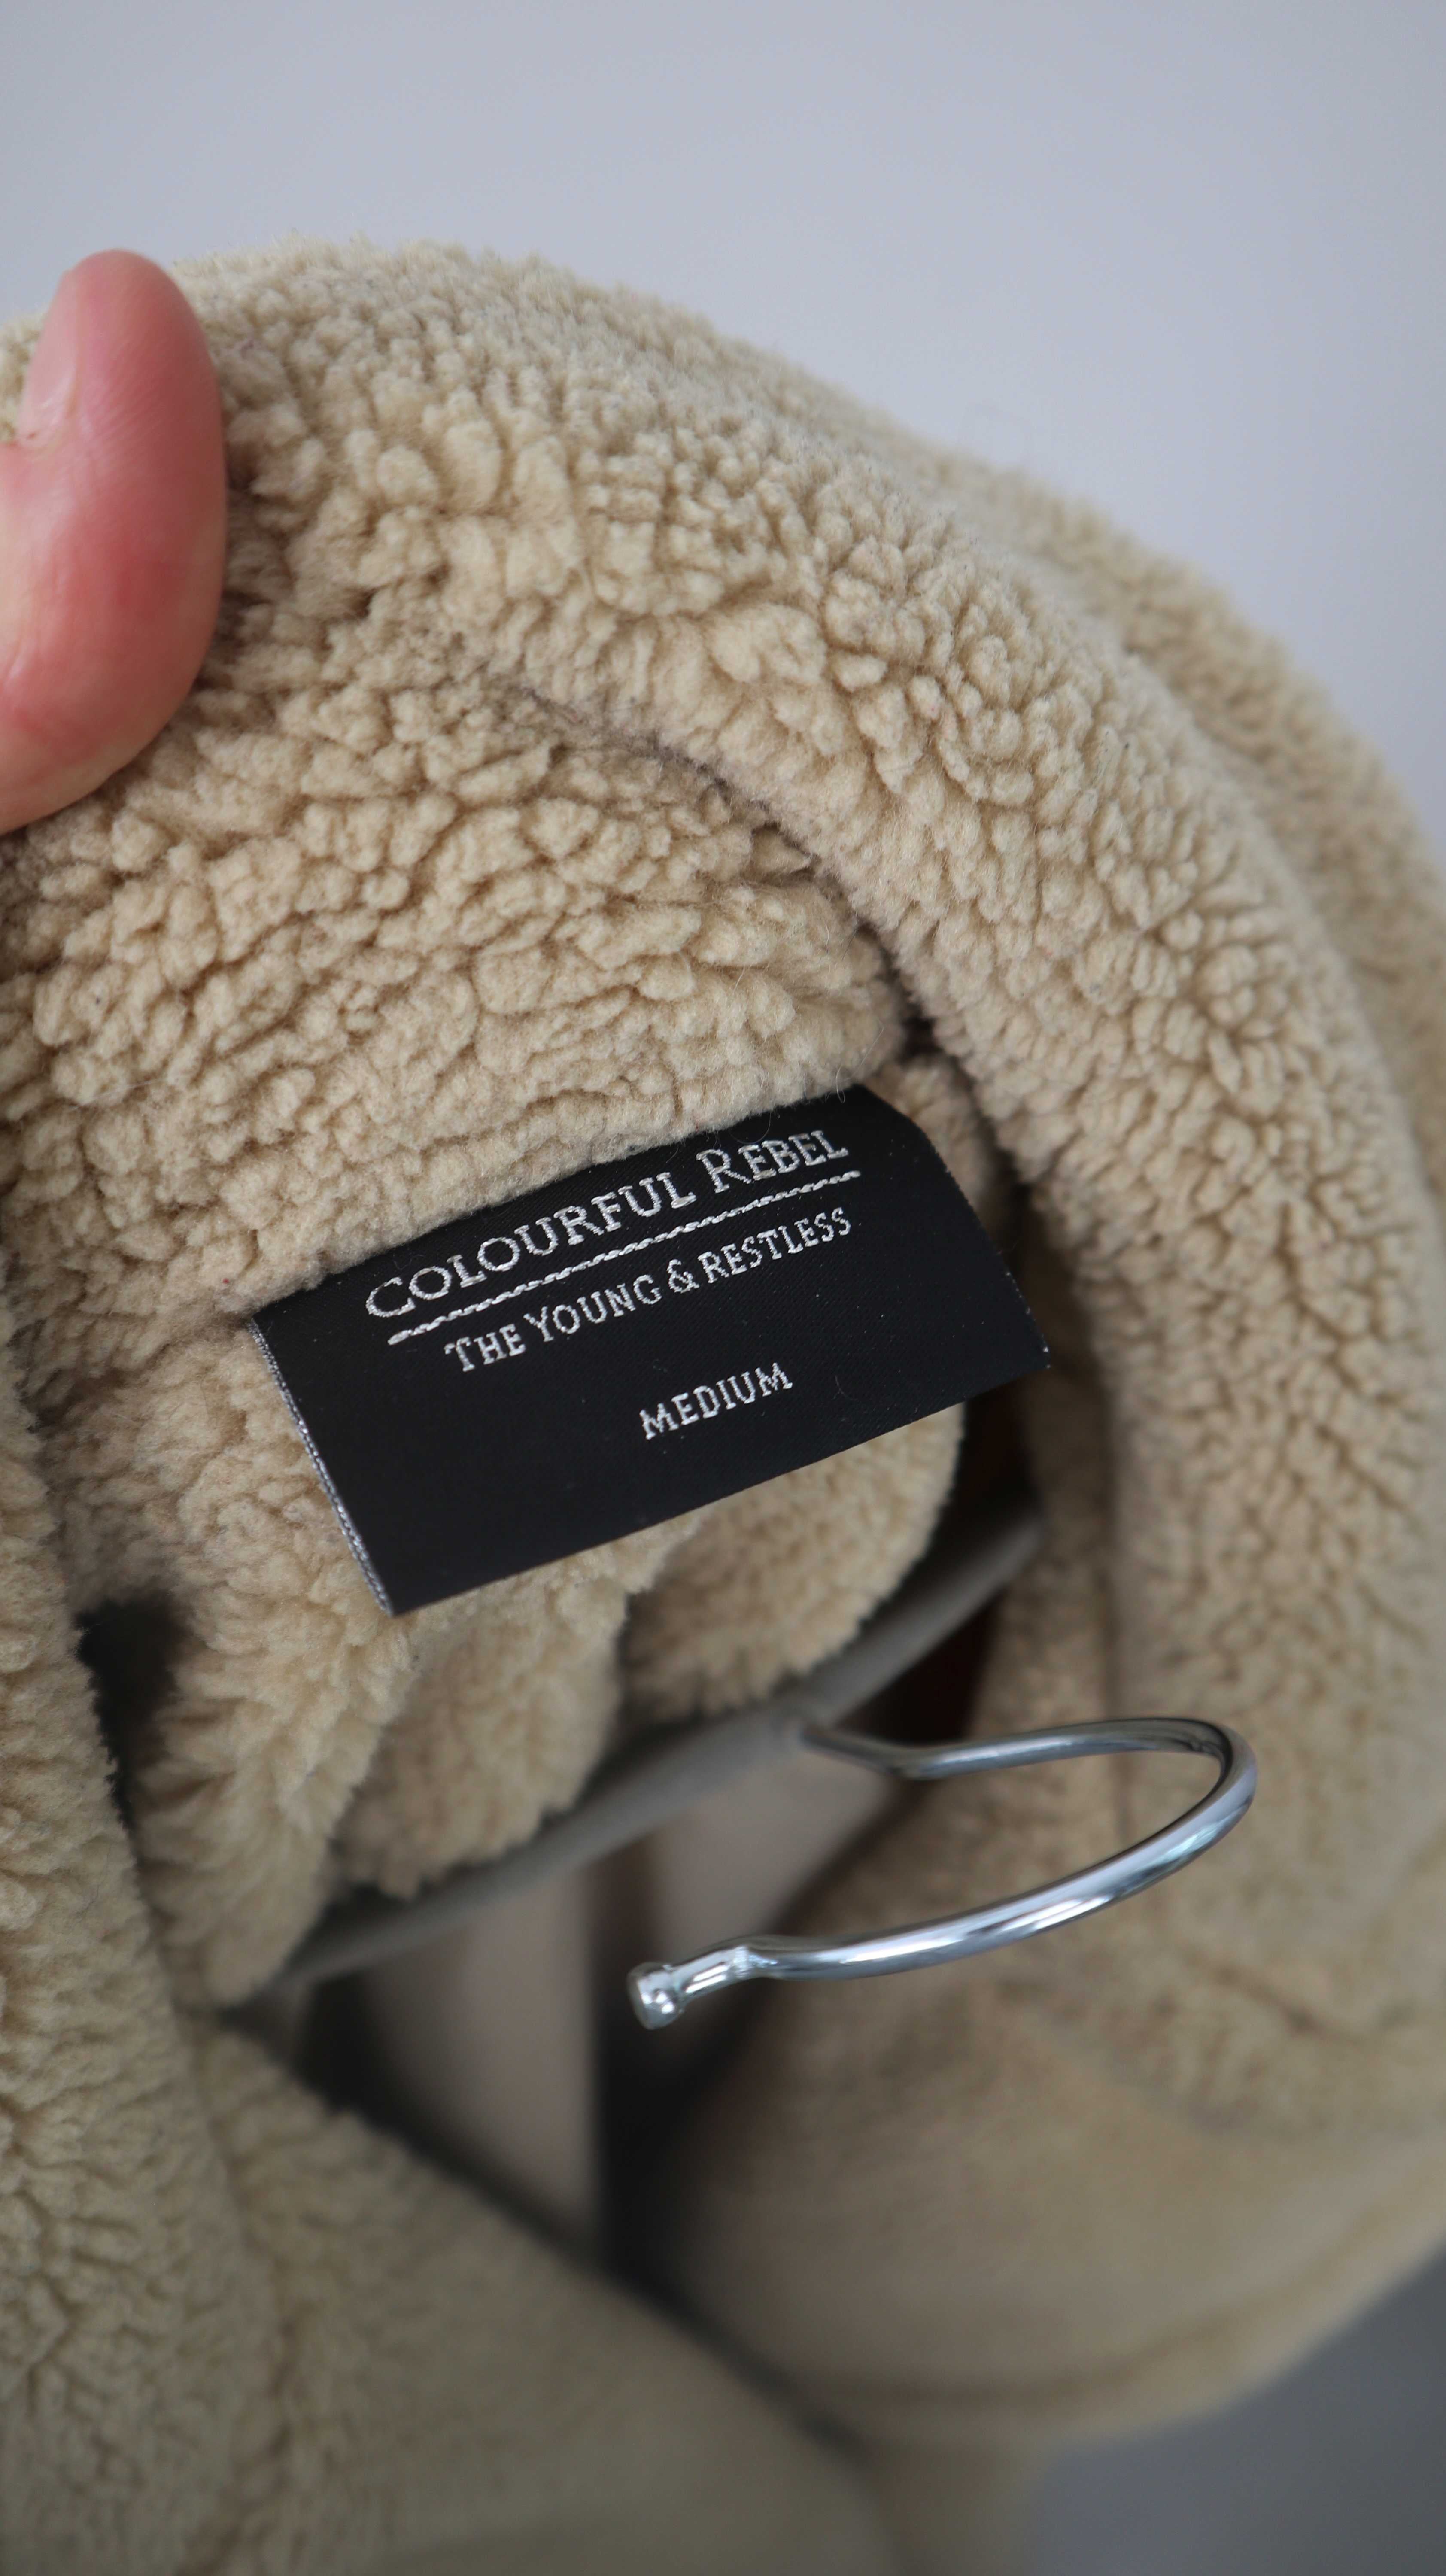 COLOURFUL REBEL
THE YOUNG & RESTLESS
MEDIUM